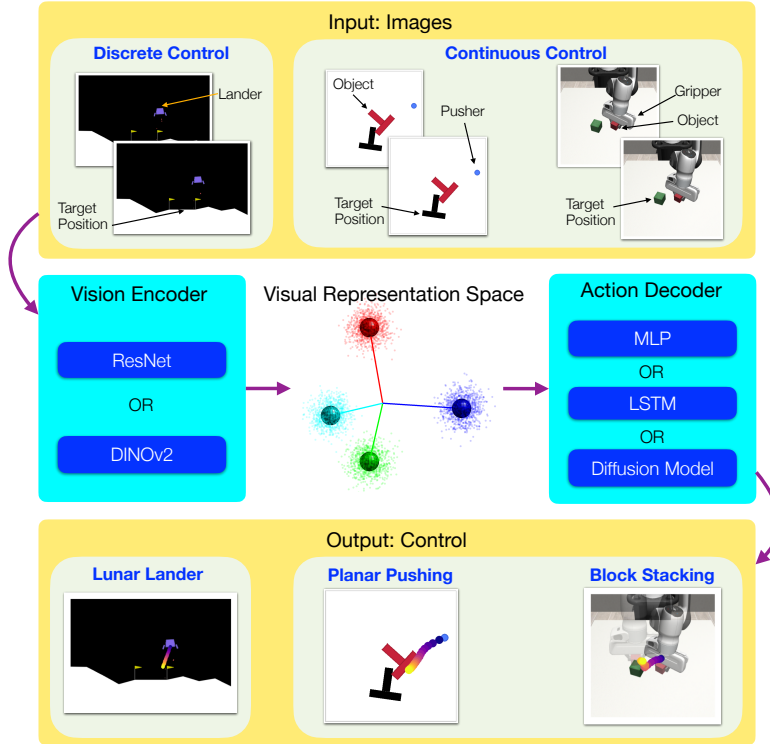 Input: Images
Discrete Control
Continuous Control
Lander
Target
Position
Object
Pusher
Target
Position
Gripper
Object
Target
Position
Vision Encoder
ResNet
OR
DINOv2
Visual Representation Space
Action Decoder
MLP
OR
LSTM
OR
Diffusion Model
Output: Control
Lunar Lander
Planar Pushing
Block Stacking